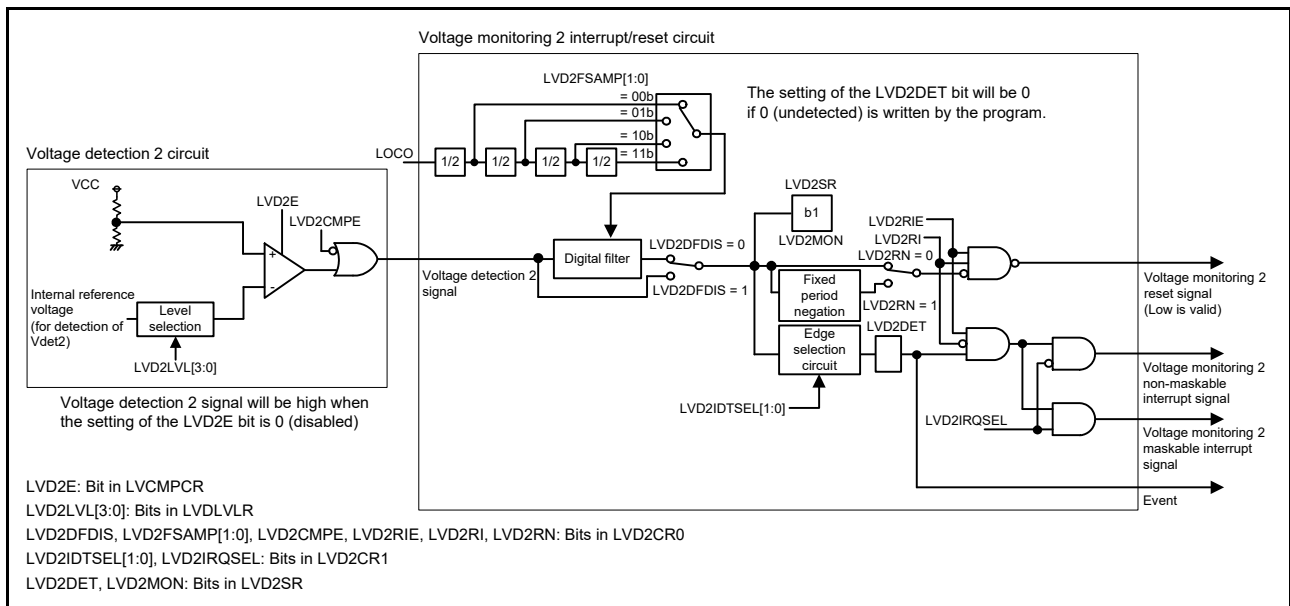 Voltage monitoring 2 interrupt/reset circuit
LVD2FSAMP[1:0]
= 00b
= 01b
= 10b
= 11b
The setting of the LVD2DET bit will be 0
if 0 (undetected) is written by the program.
LOCO
1/2
1/2
1/2
1/2
Voltage detection 2 circuit
VCC
LVD2E
LVD2CMPE
+
-
Internal reference
voltage
(for detection of
Vdet2)
Level
selection
LVD2LVL[3:0]
Voltage detection 2
signal
Digital filter
LVD2DFDIS = 0
LVD2DFDIS = 1
LVD2SR
b1
LVD2MON
LVD2RIE
LVD2RI
LVD2RN = 0
Fixed
period
negation
LVD2RN = 1
Edge
selection
circuit
LVD2DET
LVD2IDTSEL[1:0]
LVD2IRQSEL
Voltage monitoring 2
reset signal
(Low is valid)
Voltage monitoring 2
non-maskable
interrupt signal
Voltage monitoring 2
maskable interrupt
signal
Event
Voltage detection 2 signal will be high when
the setting of the LVD2E bit is 0 (disabled)
LVD2E: Bit in LVCMPCR
LVD2LVL[3:0]: Bits in LVDLVLR
LVD2DFDIS, LVD2FSAMP[1:0], LVD2CMPE, LVD2RIE, LVD2RI, LVD2RN: Bits in LVD2CR0
LVD2IDTSEL[1:0], LVD2IRQSEL: Bits in LVD2CR1
LVD2DET, LVD2MON: Bits in LVD2SR